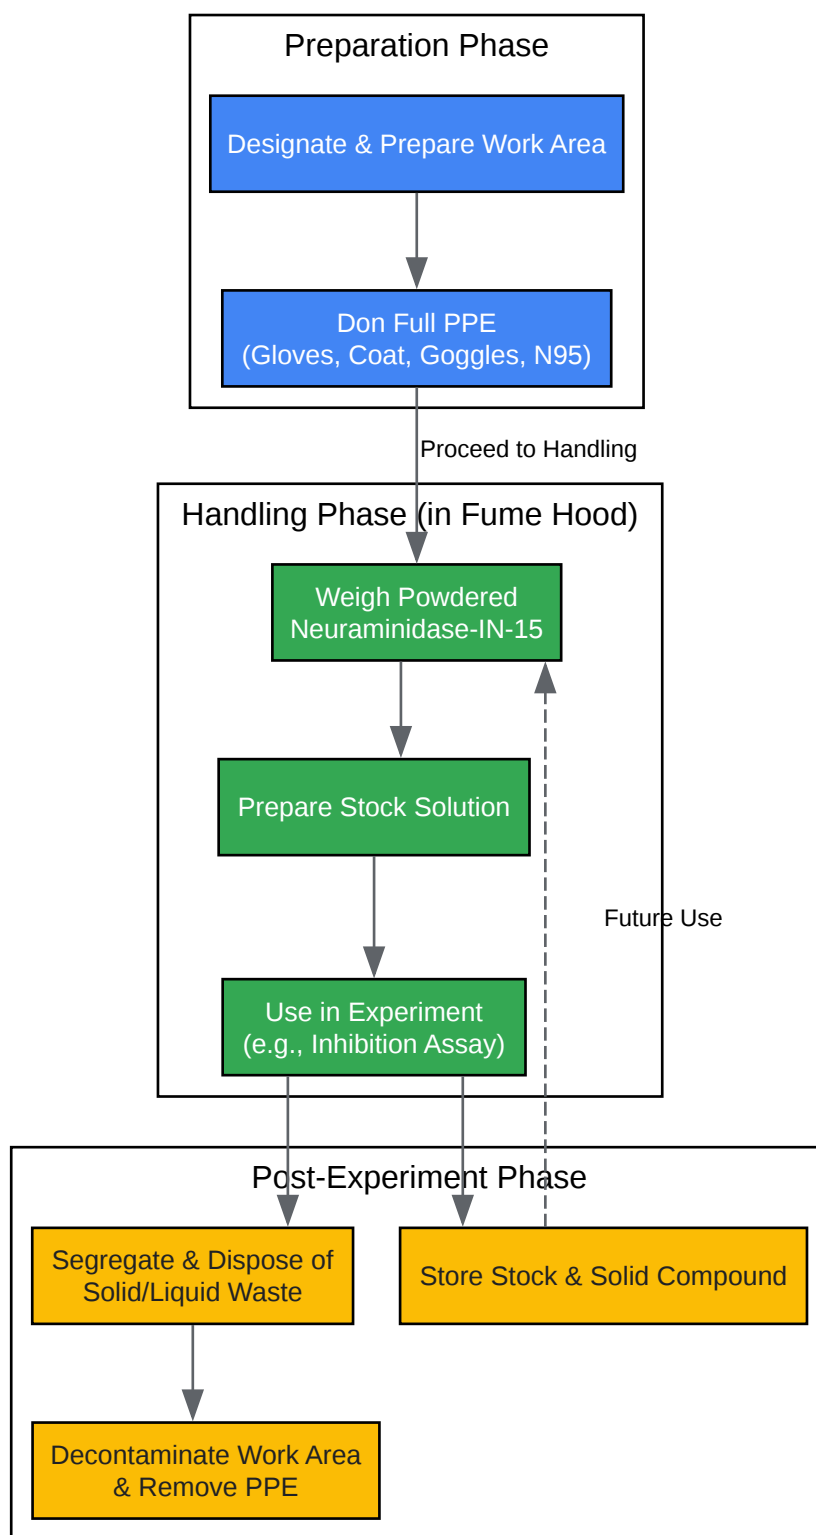 Preparation Phase
Designate & Prepare Work Area
Don Full PPE
(Gloves, Coat, Goggles, N95)
Proceed to Handling
Handling Phase (in Fume Hood)
Weigh Powdered
Neuraminidase-IN-15
Prepare Stock Solution
Future Use
Use in Experiment
(e.g., Inhibition Assay)
Post-Experiment Phase
Segregate & Dispose of
Solid/Liquid Waste
Store Stock & Solid Compound
Decontaminate Work Area
& Remove PPE